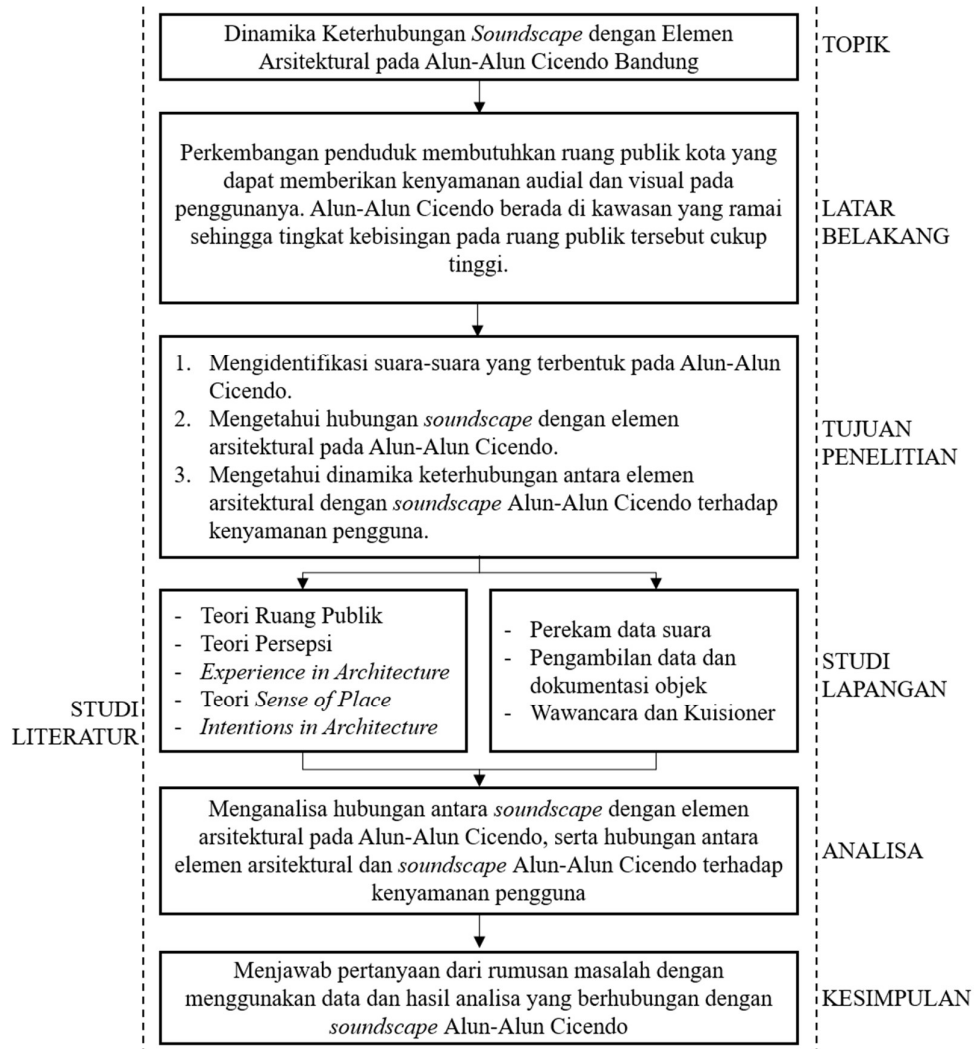 Dinamika Keterhubungan Soundscape dengan Elemen
Arsitektural pada Alun-Alun Cicendo Bandung
TOPIK
Perkembangan penduduk membutuhkan ruang publik kota yang
dapat memberikan kenyamanan audial dan visual pada
penggunanya. Alun-Alun Cicendo berada di kawasan yang ramai
sehingga tingkat kebisingan pada ruang publik tersebut cukup
tinggi.
LATAR
BELAKANG
1. Mengidentifikasi suara-suara yang terbentuk pada Alun-Alun
Cicendo.
2. Mengetahui hubungan soundscape dengan elemen
arsitektural pada Alun-Alun Cicendo.
3. Mengetahui dinamika keterhubungan antara elemen
arsitektural dengan soundscape Alun-Alun Cicendo terhadap
kenyamanan pengguna.
TUJUAN
PENELITIAN
STUDI
LITERATUR
- Teori Ruang Publik
- Teori Persepsi
- Experience in Architecture
- Teori Sense of Place
- Intentions in Architecture
- Perekam data suara
- Pengambilan data dan
dokumentasi objek
- Wawancara dan Kuisioner
STUDI
LAPANGAN
Menganalisa hubungan antara soundscape dengan elemen
arsitektural pada Alun-Alun Cicendo, serta hubungan antara
elemen arsitektural dan soundscape Alun-Alun Cicendo terhadap
kenyamanan pengguna
ANALISA
Menjawab pertanyaan dari rumusan masalah dengan
menggunakan data dan hasil analisa yang berhubungan dengan
soundscape Alun-Alun Cicendo
KESIMPULAN